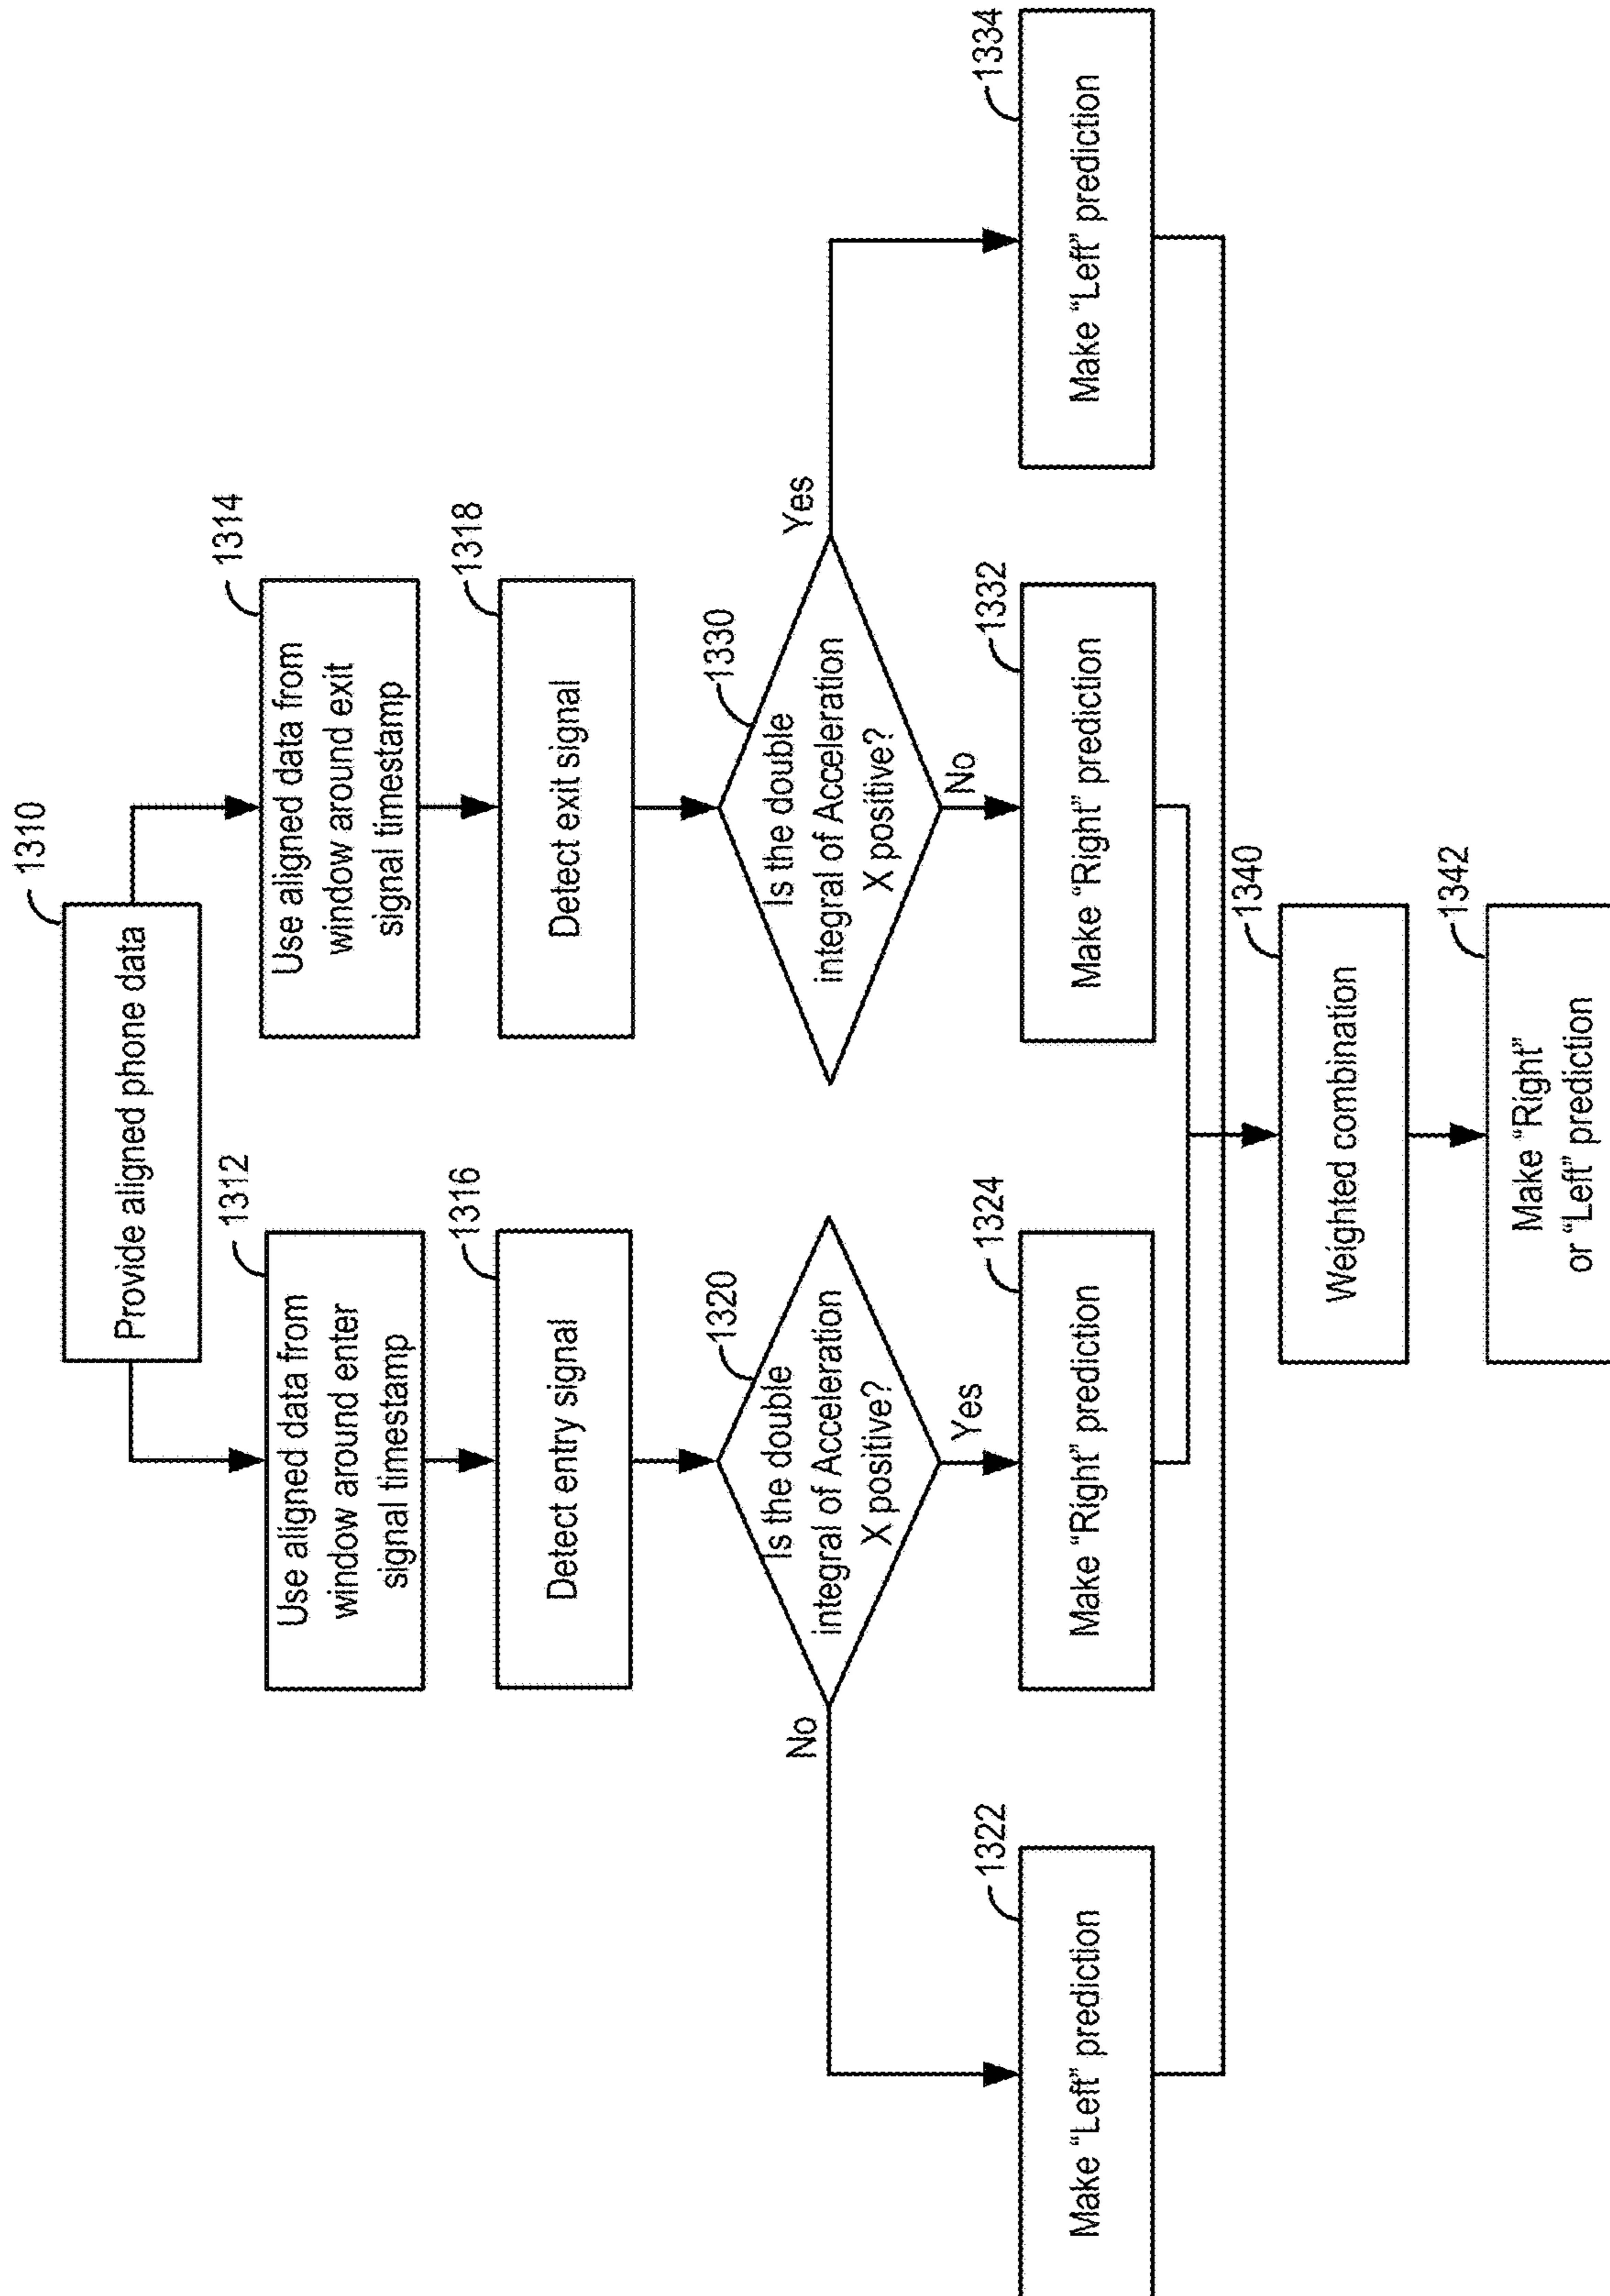 1310
Provide aligned phone data
1312
Use aligned data from
window around enter
signal timestamp
1314
Use aligned data from
window around exit
signal timestamp
1316
Detect entry signal
1318
Detect exit signal
1320
Is the double
integral of Acceleration
X positive?
No
Yes
1330
Is the double
integral of Acceleration
X positive?
No
Yes
1322
Make “Left” prediction
1324
Make “Right” prediction
1332
Make “Right” prediction
1334
Make “Left” prediction
1340
Weighted combination
1342
Make “Right”
or “Left” prediction